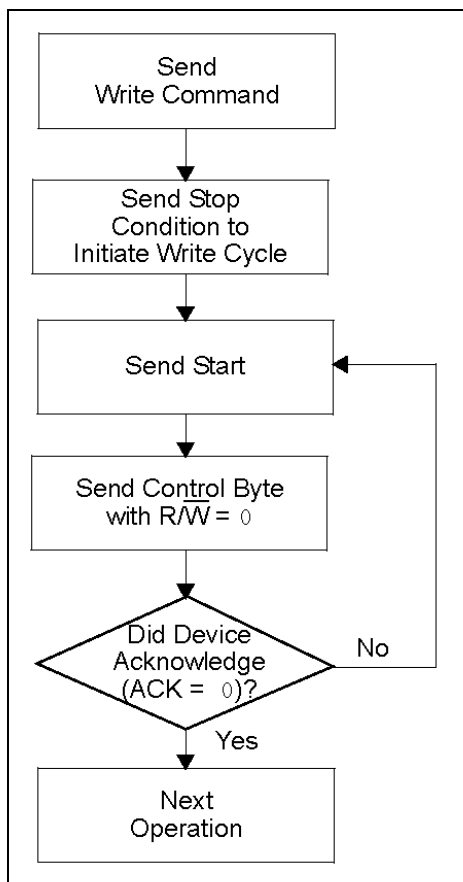 Send
Write Command
Send Stop
Condition to
Initiate Write Cycle
Send Start
Send Control Byte
with R/W̅ = 0
Did Device
Acknowledge
(ACK = 0)?
No
Yes
Next
Operation